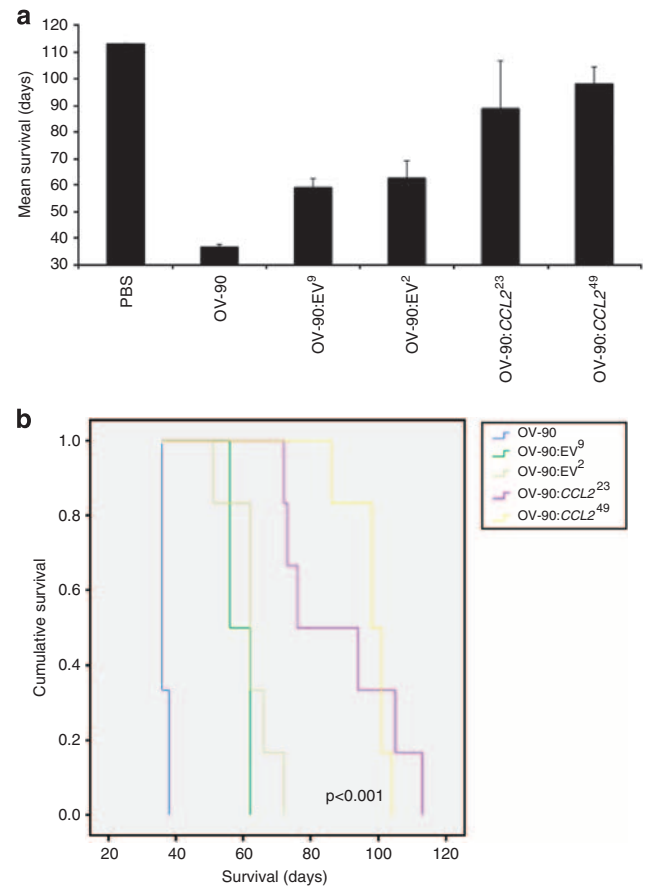 a
120
110
100
90
80
70
60
50
40
30
Mean survival (days)
PBS
OV-90
OV-90:EV9
OV-90:EV2
OV-90:CCL223
OV-90:CCL249
b
1.0
0.8
0.6
0.4
0.2
0.0
Cumulative survival
p<0.001
20 40 60 80 100 120
Survival (days)
OV-90
OV-90:EV9
OV-90:EV2
OV-90:CCL223
OV-90:CCL249